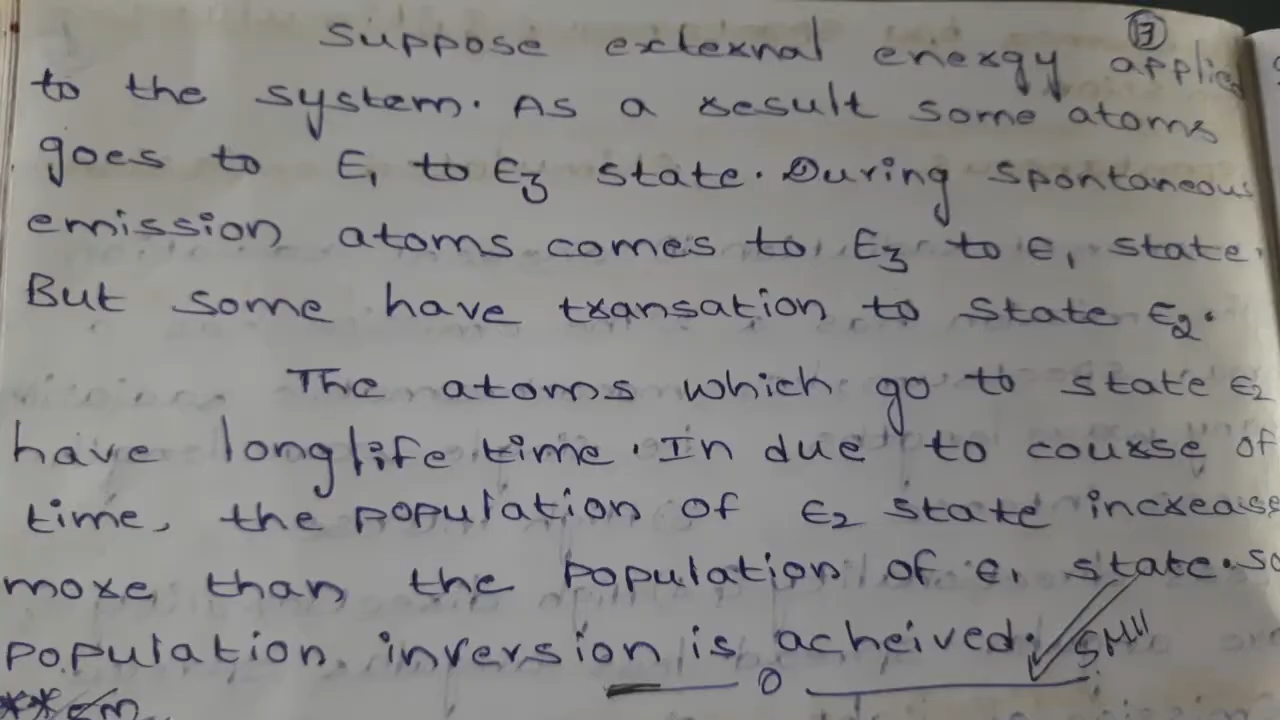 ⑬
Suppose external energy applied
to the system. As a result some atoms
goes to E1 to E3 state. During spontaneous
emission atoms comes to E3 to e1 state.
But some have transation to state E2.
The atoms which go to state E2
have longlife time. In due to course of
time, the population of E2 state increase
more than the population of e1 state. so
population inversion is acheived.